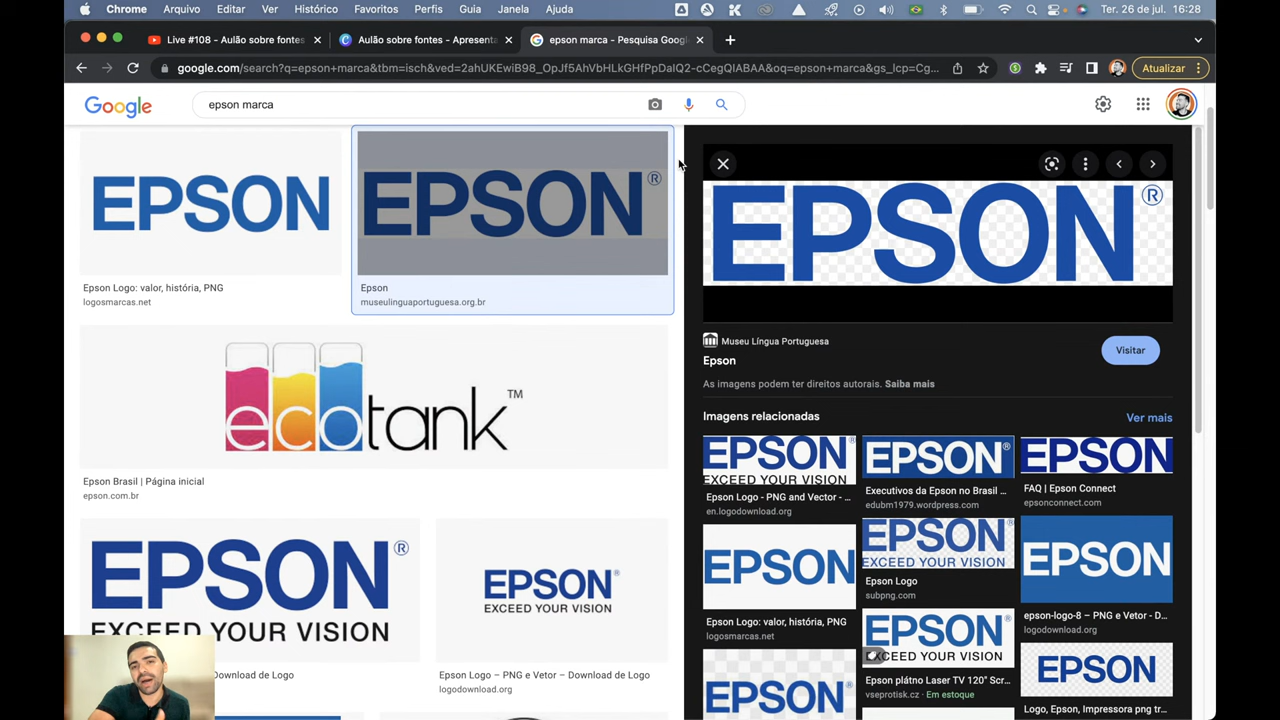 Chrome Arquivo Editar Ver Histórico Favoritos Perfis Guia Janela Ajuda Ter. 26 de jul. 16:28
Live #108 - Aulão sobre fontes
Aulão sobre fontes - Apresenta
epson marca - Pesquisa Google
google.com/search?q=epson+marca&tbm=isch&ved=2ahUKEwiB98_OpJf5AhVbHLkGHfPpDaIQ2-cCegQIABAA&oq=epson+marca&gs_lcp=Cg...
Atualizar
Google
epson marca
EPSON
Epson Logo: valor, história, PNG
logosmarcas.net
EPSON®
Epson
museulinguaportuguesa.org.br
ecotank™
Epson Brasil | Página inicial
epson.com.br
EPSON®
EXCEED YOUR VISION
Download de Logo
EPSON®
EXCEED YOUR VISION
Epson Logo – PNG e Vetor – Download de Logo
logodownload.org
EPSON®
Museu Língua Portuguesa
Epson
Visitar
As imagens podem ter direitos autorais. Saiba mais
Imagens relacionadas
Ver mais
EPSON
EXCEED YOUR VISION
Epson Logo - PNG and Vector - ...
en.logodownload.org
EPSON
Executivos da Epson no Brasil ...
edubm1979.wordpress.com
EPSON
FAQ | Epson Connect
epsonconnect.com
EPSON
Epson Logo: valor, história, PNG
logosmarcas.net
EPSON
EXCEED YOUR VISION
Epson Logo
subpng.com
EPSON
epson-logo-8 – PNG e Vetor - D...
logodownload.org
EPSON
EXCEED YOUR VISION
Epson plátno Laser TV 120" Scr...
vseprotisk.cz - Em estoque
EPSON
Logo, Epson, Impressora png tr...
EPSON